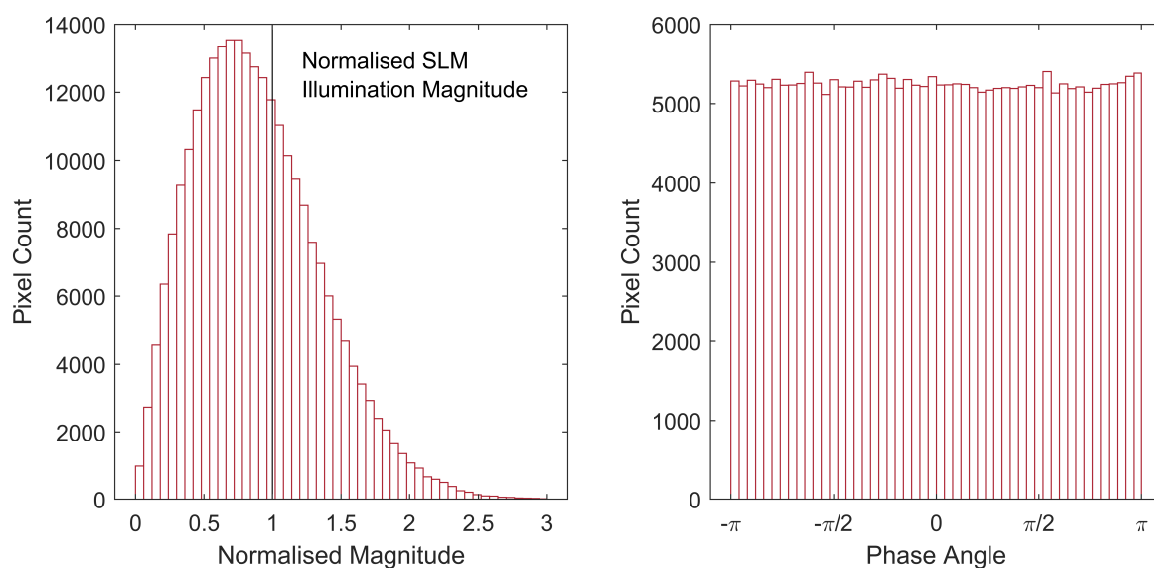 14000
12000
10000
8000
6000
4000
2000
0
Pixel Count
Normalised SLM
Illumination Magnitude
0 0.5 1 1.5 2 2.5 3
Normalised Magnitude
6000
5000
4000
3000
2000
1000
0
Pixel Count
-π -π/2 0 π/2 π
Phase Angle